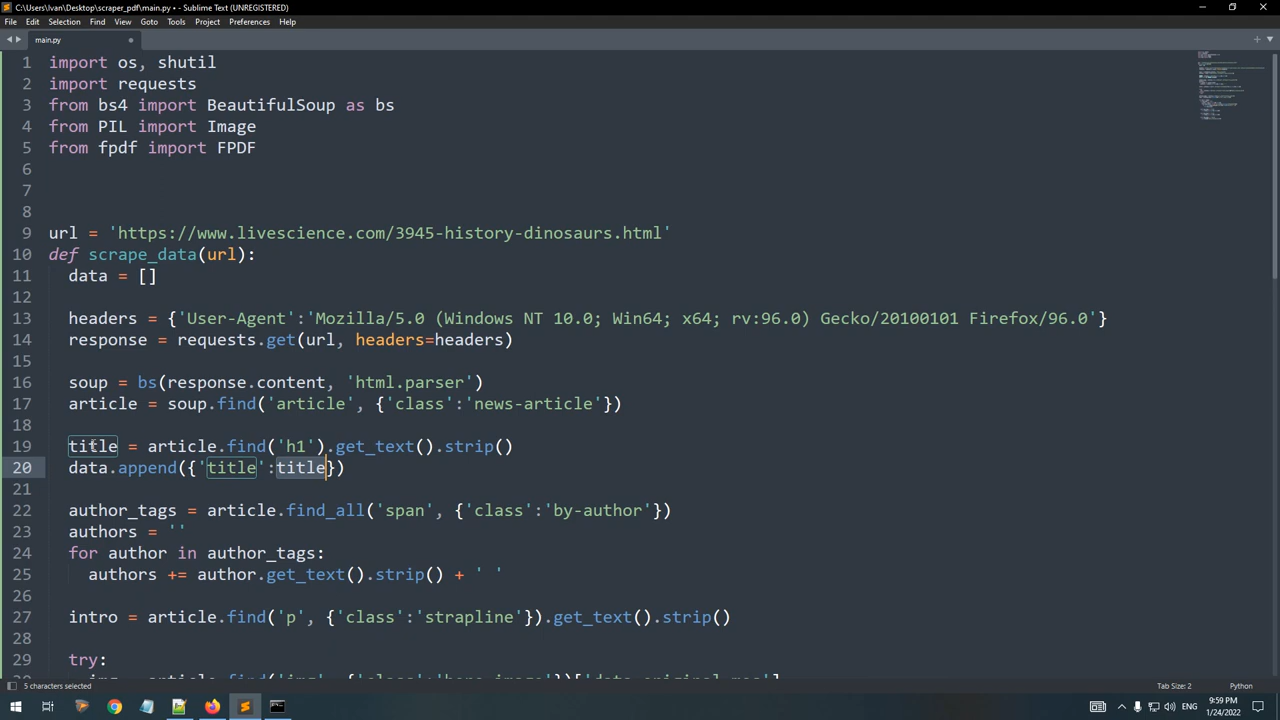 C:\Users\Ivan\Desktop\scraper_pdf\main.py • - Sublime Text (UNREGISTERED)
File Edit Selection Find View Goto Tools Project Preferences Help
main.py
1 import os, shutil
2 import requests
3 from bs4 import BeautifulSoup as bs
4 from PIL import Image
5 from fpdf import FPDF
6
7
8
9 url = 'https://www.livescience.com/3945-history-dinosaurs.html'
10 def scrape_data(url):
11 data = []
12
13 headers = {'User-Agent':'Mozilla/5.0 (Windows NT 10.0; Win64; x64; rv:96.0) Gecko/20100101 Firefox/96.0'}
14 response = requests.get(url, headers=headers)
15
16 soup = bs(response.content, 'html.parser')
17 article = soup.find('article', {'class':'news-article'})
18
19 title = article.find('h1').get_text().strip()
20 data.append({'title':title})
21
22 author_tags = article.find_all('span', {'class':'by-author'})
23 authors = ''
24 for author in author_tags:
25 authors += author.get_text().strip() + ' '
26
27 intro = article.find('p', {'class':'strapline'}).get_text().strip()
28
29 try:
5 characters selected
Tab Size: 2 Python
ENG
9:59 PM
1/24/2022